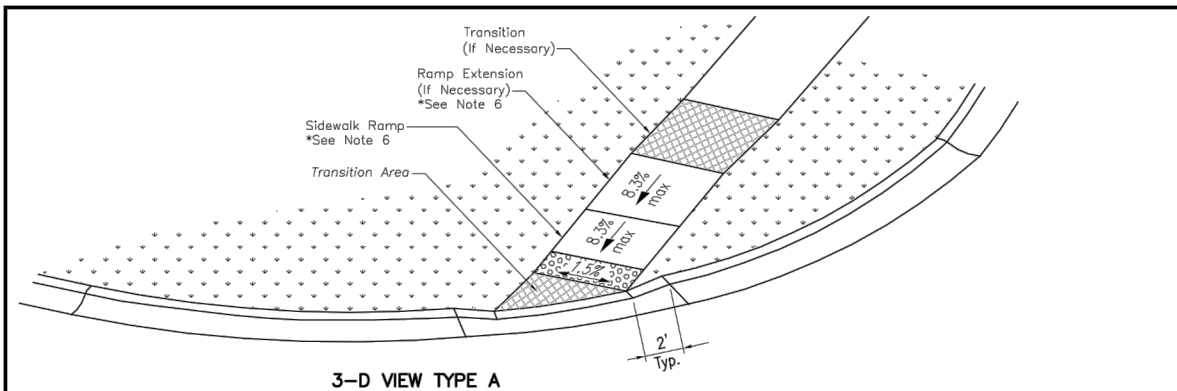 Transition
(If Necessary)
Ramp Extension
(If Necessary)
*See Note 6
Sidewalk Ramp
*See Note 6
Transition Area
8.3%
max
8.3%
max
1.5%
2'
Typ.
3-D VIEW TYPE A